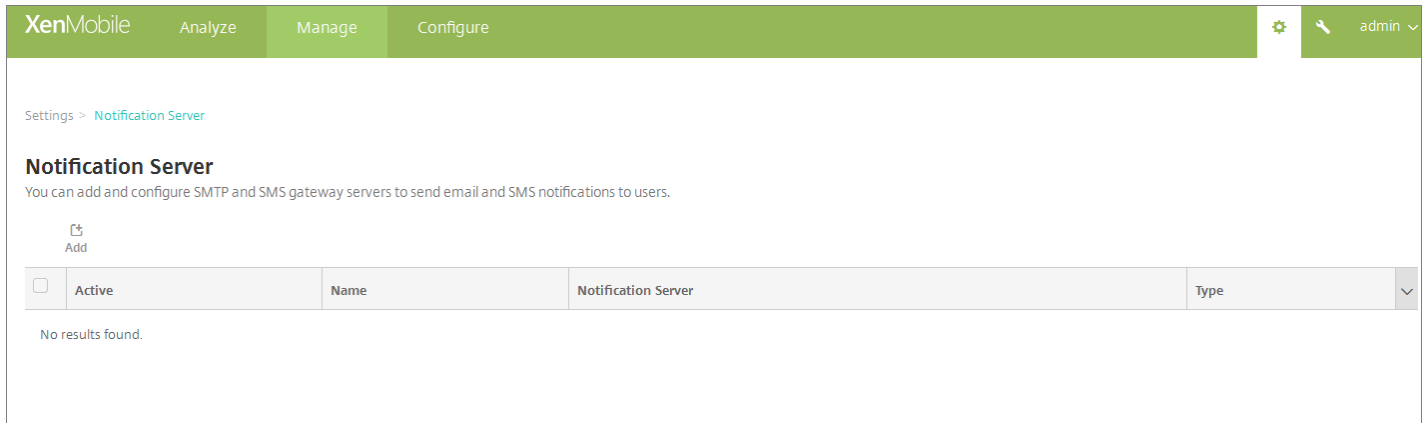 XenMobile Analyze Manage Configure admin
Settings > Notification Server
Notification Server
You can add and configure SMTP and SMS gateway servers to send email and SMS notifications to users.
Add
Active Name Notification Server Type
No results found.